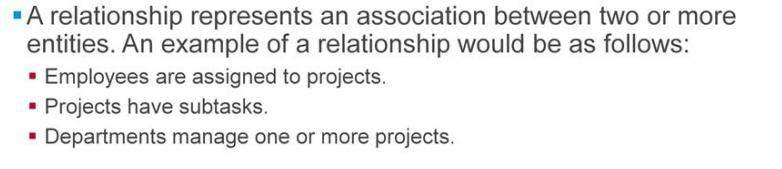 ▪ A relationship represents an association between two or more
entities. An example of a relationship would be as follows:
▪ Employees are assigned to projects.
▪ Projects have subtasks.
▪ Departments manage one or more projects.